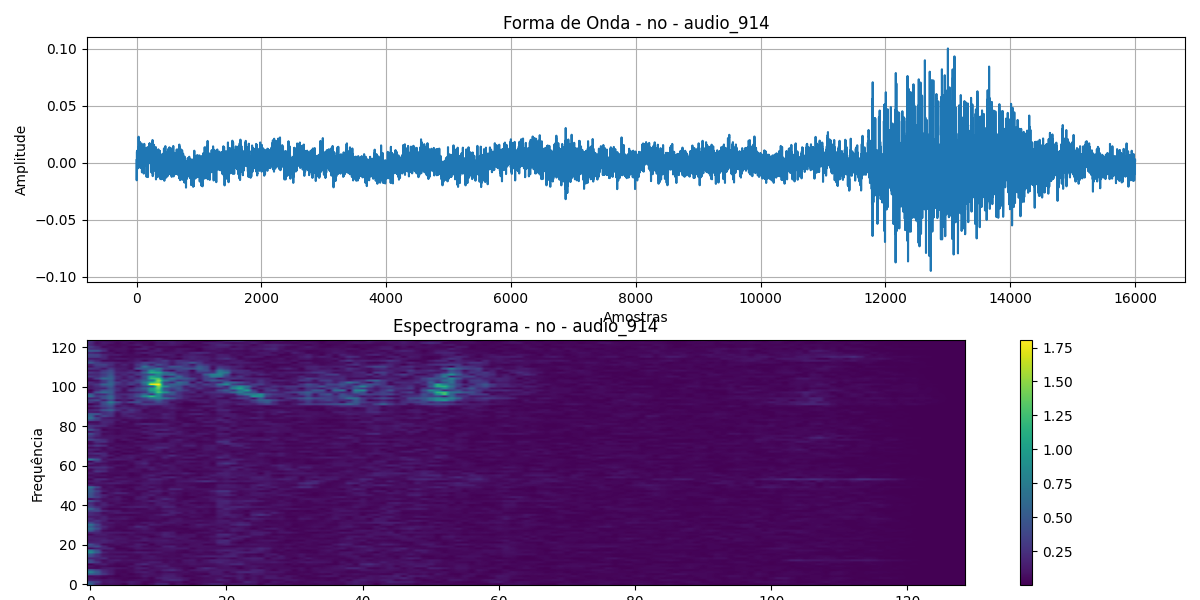 Forma de Onda - no - audio_914
Amplitude
0.10
0.05
0.00
−0.05
−0.10
0 2000 4000 6000 8000 10000 12000 14000 16000
Amostras
Espectrograma - no - audio_914
Frequência
120
100
80
60
40
20
0
0 20 40 60 80 100 120
1.75
1.50
1.25
1.00
0.75
0.50
0.25